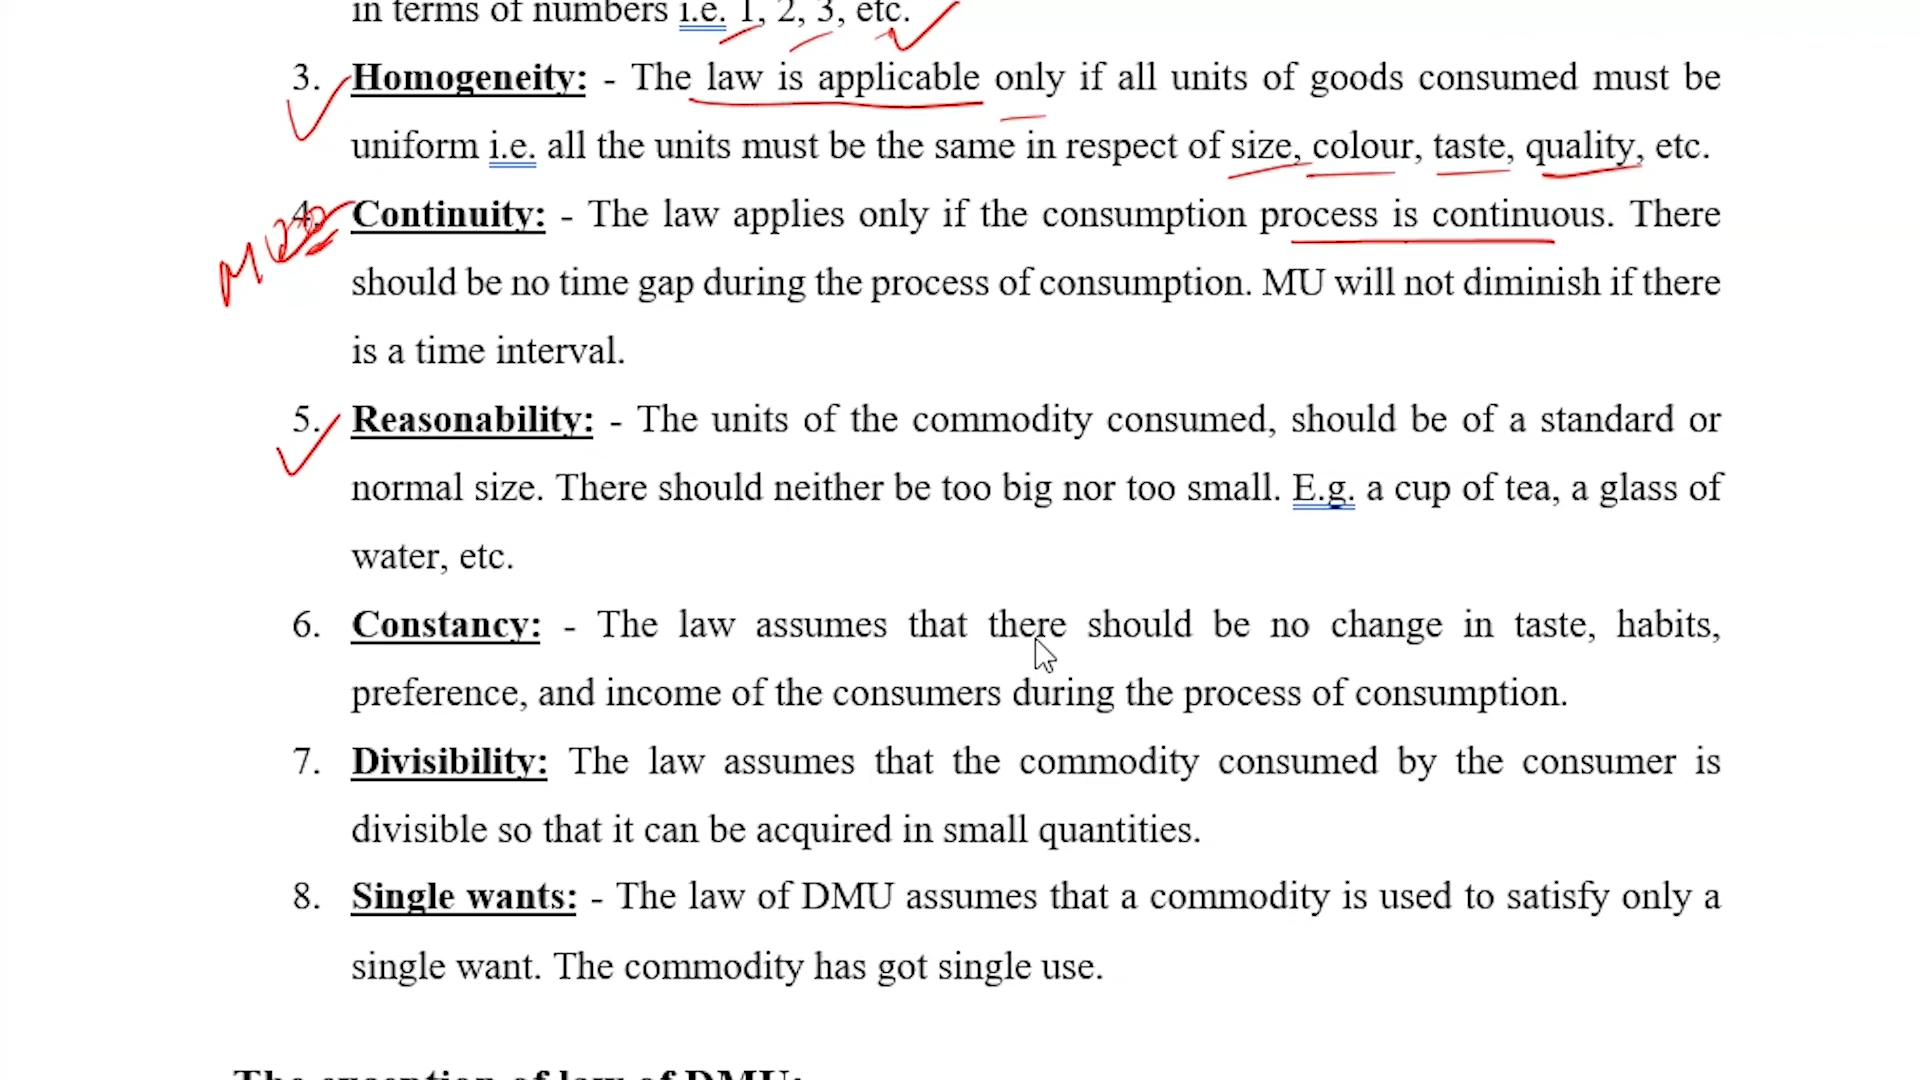 in terms of numbers i.e. 1, 2, 3, etc.
3. Homogeneity: - The law is applicable only if all units of goods consumed must be
uniform i.e. all the units must be the same in respect of size, colour, taste, quality, etc.
4. Continuity: - The law applies only if the consumption process is continuous. There
should be no time gap during the process of consumption. MU will not diminish if there
is a time interval.
5. Reasonability: - The units of the commodity consumed, should be of a standard or
normal size. There should neither be too big nor too small. E.g. a cup of tea, a glass of
water, etc.
6. Constancy: - The law assumes that there should be no change in taste, habits,
preference, and income of the consumers during the process of consumption.
7. Divisibility: The law assumes that the commodity consumed by the consumer is
divisible so that it can be acquired in small quantities.
8. Single wants: - The law of DMU assumes that a commodity is used to satisfy only a
single want. The commodity has got single use.
The exception of law of DMU: